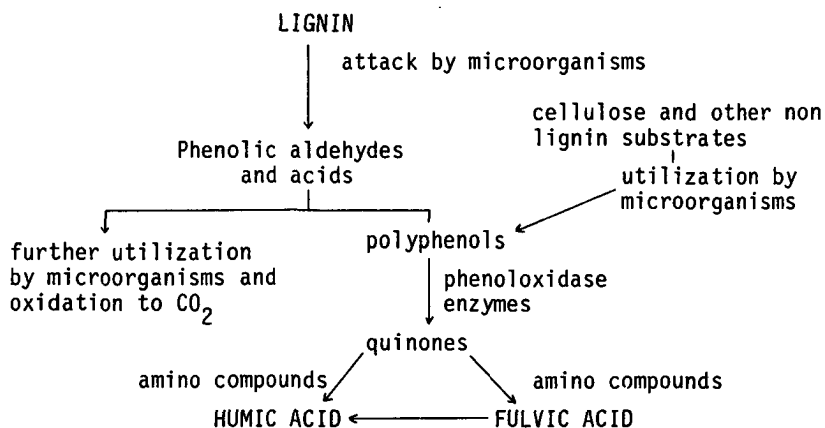 LIGNIN
attack by microorganisms
cellulose and other non
lignin substrates
Phenolic aldehydes
and acids
utilization by
microorganisms
polyphenols
further utilization
by microorganisms and
oxidation to CO2
phenoloxidase
enzymes
quinones
amino compounds
amino compounds
HUMIC ACID
FULVIC ACID